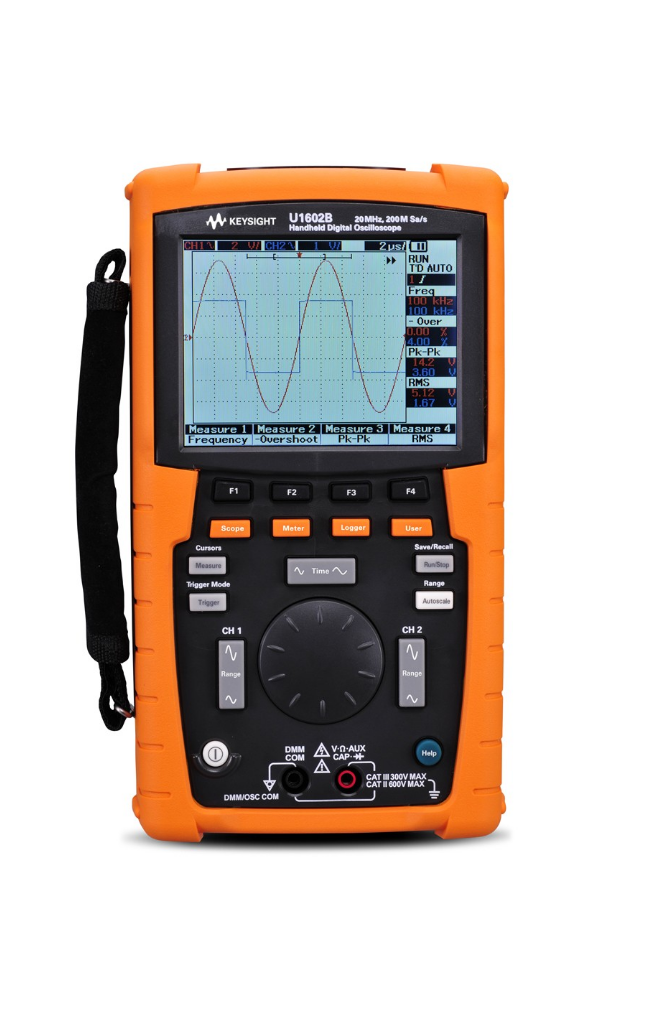 KEYSIGHT U1602B 20MHz, 200M Sa/s
Handheld Digital Oscilloscope
CH1 2 V/ CH2 1 V/ 2µs/
RUN
T'D AUTO
1
Freq
100 kHz
100 kHz
- Over
0.00 %
4.00 %
Pk-Pk
14.2 V
3.60 V
RMS
5.12 V
1.67 V
2
Measure 1 Measure 2 Measure 3 Measure 4
Frequency -Overshoot Pk-Pk RMS
F1 F2 F3 F4
Scope Meter Logger User
Cursors Save/Recall
Measure Time Run/Stop
Trigger Mode Range
Trigger Autoscale
CH 1 CH 2
Range Range
DMM COM V·Ω·AUX CAP·
Help
CAT III 300V MAX
CAT II 600V MAX
DMM/OSC COM